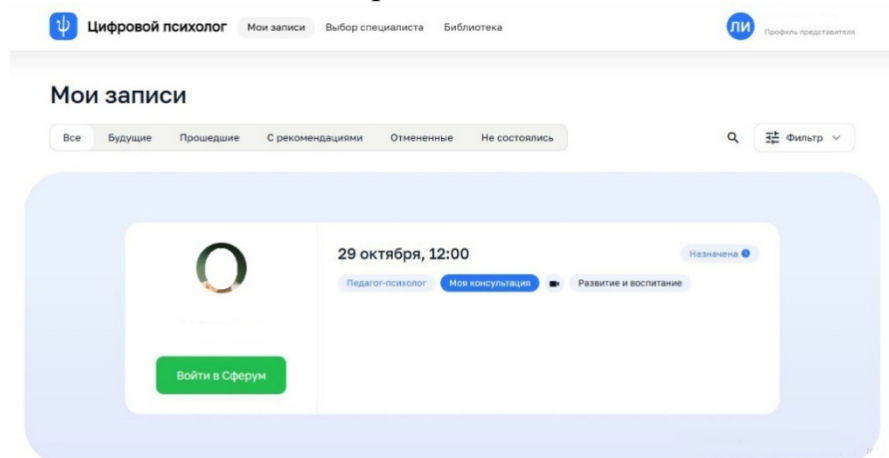 Цифровой психолог Мои записи Выбор специалиста Библиотека ЛИ Профиль представителя
Мои записи
Все Будущие Прошедшие С рекомендациями Отмененные Не состоялись Фильтр
29 октября, 12:00 Назначена
Педагог-психолог Моя консультация Развитие и воспитание
Войти в Сферум